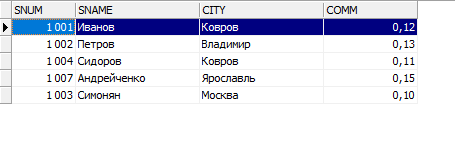 SNUM SNAME CITY COMM
1 001 Иванов Ковров 0,12
1 002 Петров Владимир 0,13
1 004 Сидоров Ковров 0,11
1 007 Андрейченко Ярославль 0,15
1 003 Симонян Москва 0,10